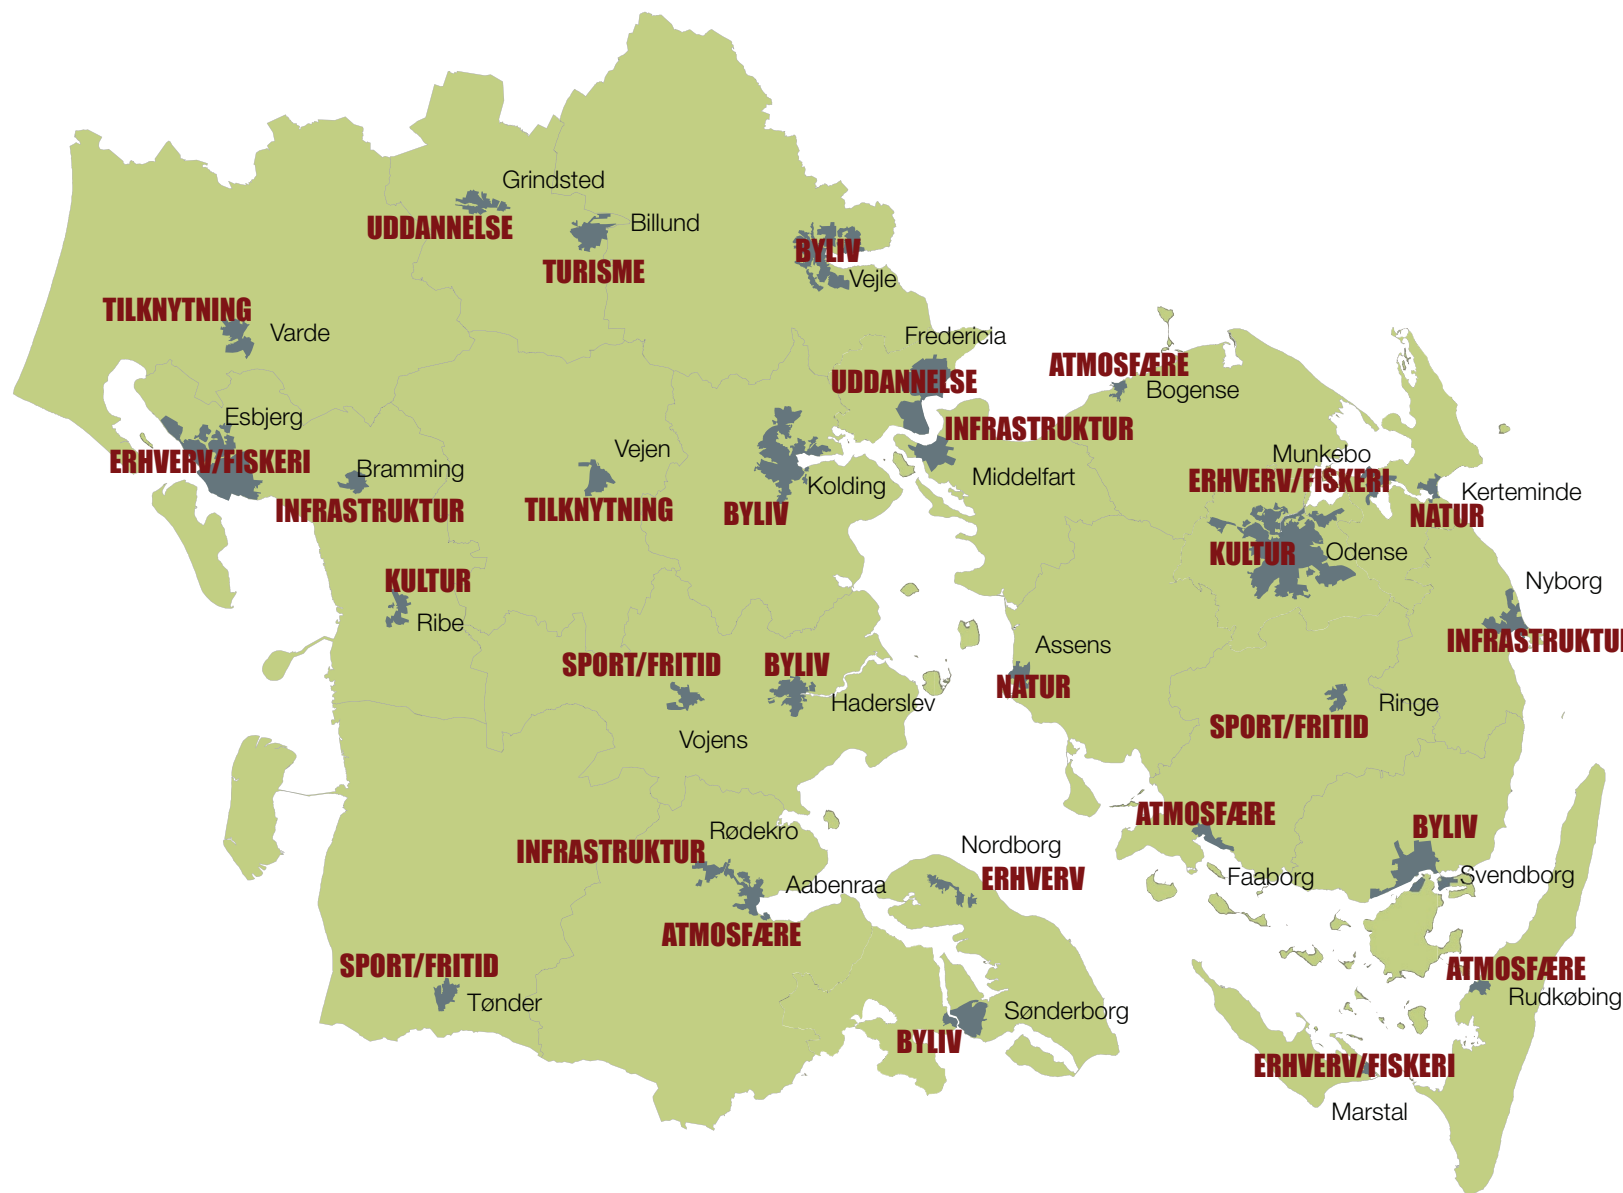 Grindsted
UDDANNELSE
Billund
TURISME
BYLIV
Vejle
TILKNYTNING
Varde
Fredericia
UDDANNELSE
ATMOSFÆRE
Bogense
INFRASTRUKTUR
Middelfart
Esbjerg
ERHVERV/FISKERI
Bramming
INFRASTRUKTUR
Vejen
TILKNYTNING
Kolding
BYLIV
Munkebo
ERHVERV/FISKERI
Kerteminde
NATUR
KULTUR
Odense
Nyborg
INFRASTRUKTU
KULTUR
Ribe
SPORT/FRITID
Vojens
BYLIV
Haderslev
Assens
NATUR
Ringe
SPORT/FRITID
Rødekro
INFRASTRUKTUR
Aabenraa
ATMOSFÆRE
Nordborg
ERHVERV
ATMOSFÆRE
Faaborg
BYLIV
Svendborg
SPORT/FRITID
Tønder
Sønderborg
BYLIV
ATMOSFÆRE
Rudkøbing
ERHVERV/FISKERI
Marstal